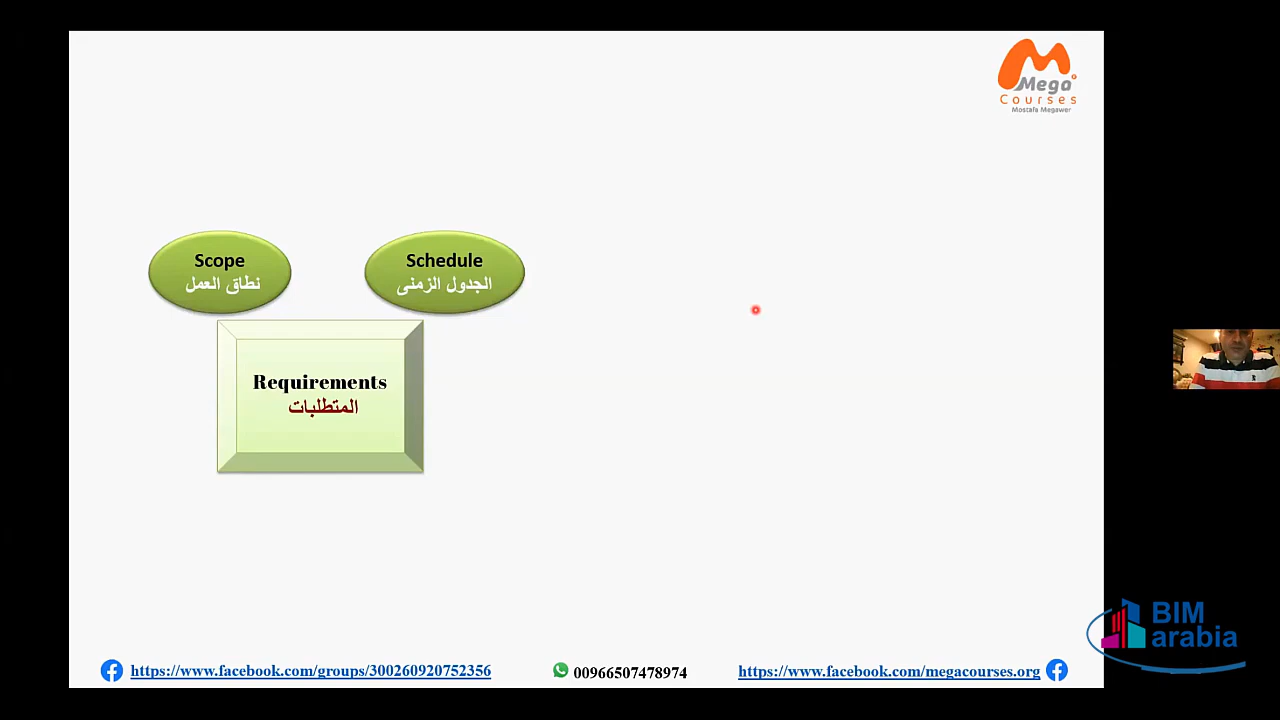 Mega
Courses
Mostafa Megawer
Scope
نطاق العمل
Schedule
الجدول الزمنى
Requirements
المتطلبات
https://www.facebook.com/groups/300260920752356
00966507478974
https://www.facebook.com/megacourses.org
BIM
arabia